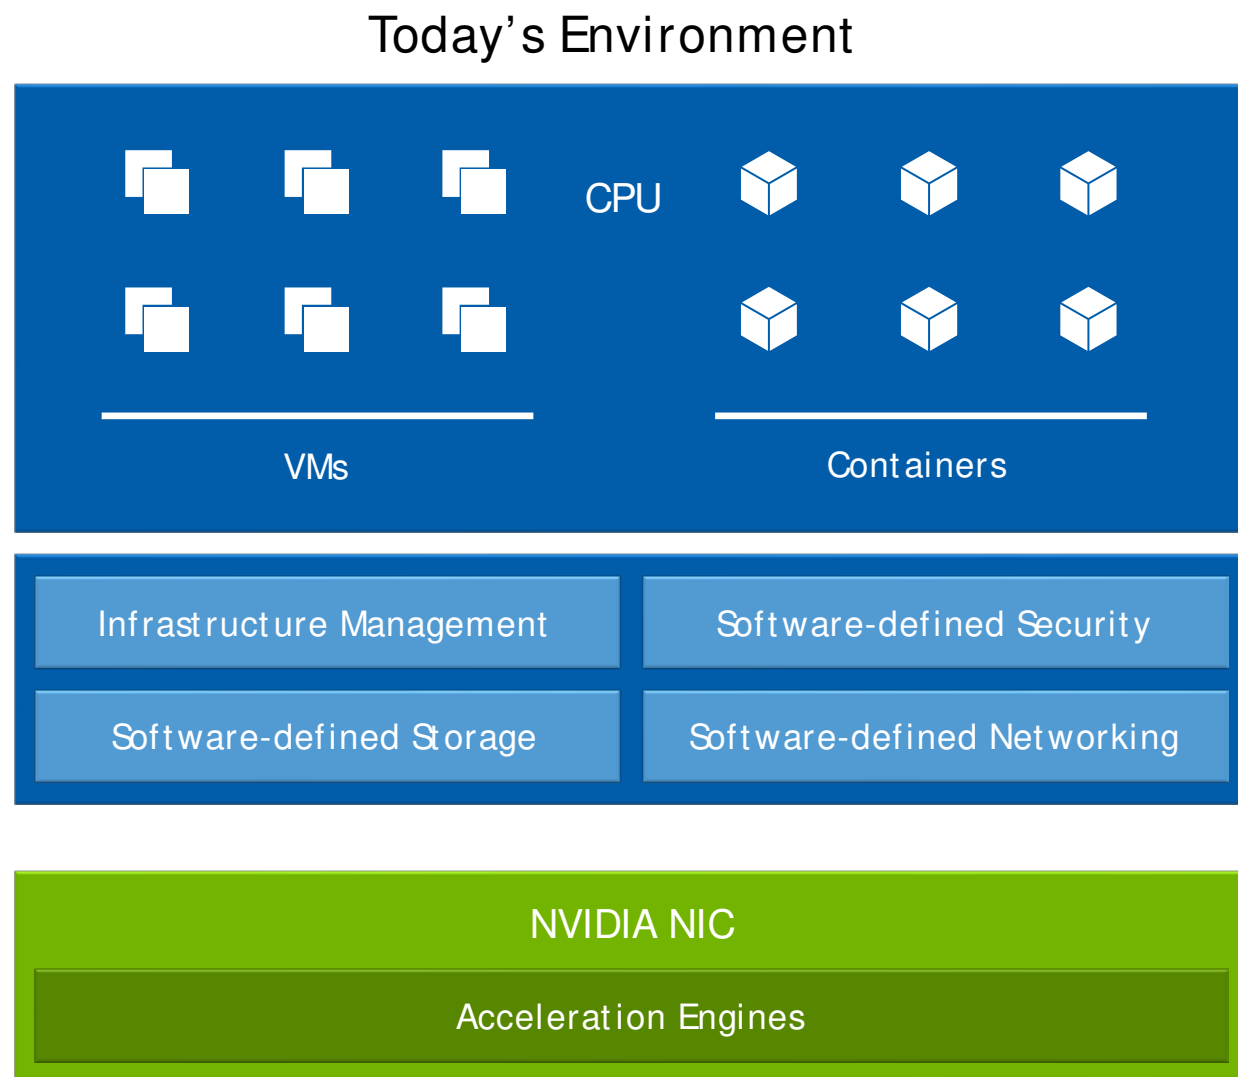 Today’s Environment
CPU
VMs
Containers
Infrastructure Management
Software-defined Security
Software-defined Storage
Software-defined Networking
NVIDIA NIC
Acceleration Engines